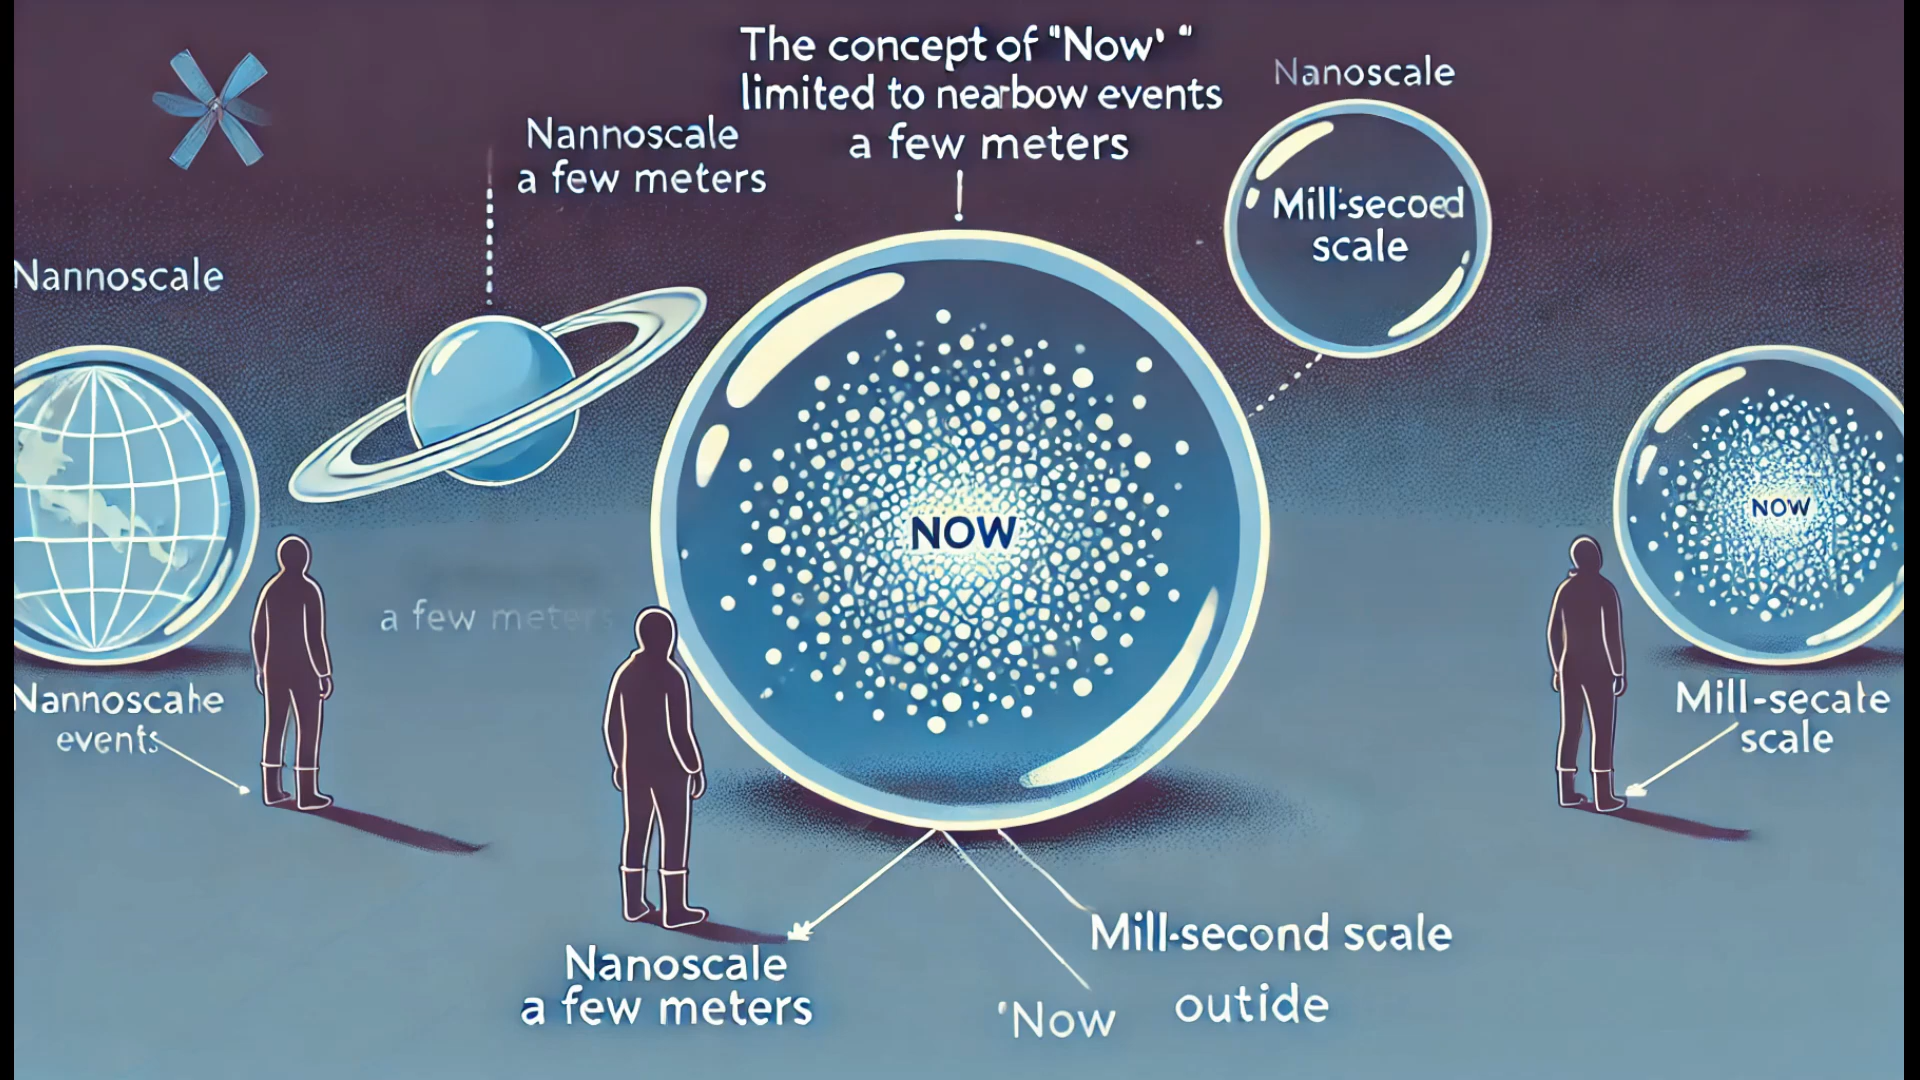 The concept of "Now' "
limited to nearbow events
a few meters
Nanoscale
Nannoscale
a few meters
Mill-secoed
scale
Nannoscale
NOW
NOW
a few meters
Nannoscahe
events
Mill-secate
scale
Mill-second scale
Nanoscale
a few meters
'Now
outide